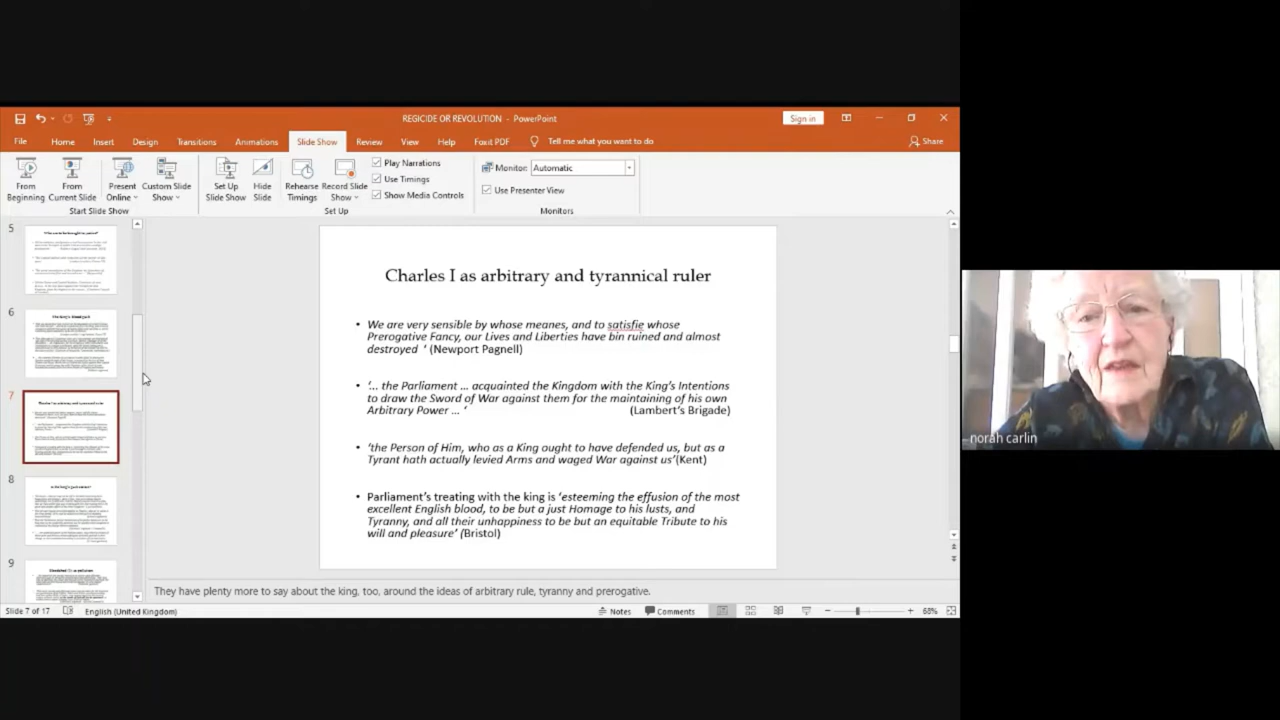 REGICIDE OR REVOLUTION - PowerPoint
Sign in
File Home Insert Design Transitions Animations Slide Show Review View Help Foxit PDF Tell me what you want to do
Share
From Beginning
From Current Slide
Present Online
Custom Slide Show
Start Slide Show
Set Up Slide Show
Hide Slide
Rehearse Timings
Record Slide Show
Play Narrations
Use Timings
Show Media Controls
Set Up
Monitor: Automatic
Use Presenter View
Monitors
5
6
7
8
9
Charles I as arbitrary and tyrannical ruler
• We are very sensible by whose meanes, and to satisfie whose
Prerogative Fancy, our Lives and Liberties have bin ruined and almost
destroyed ‘ (Newport Pagnell)
• ‘... the Parliament ... acquainted the Kingdom with the King’s Intentions
to draw the Sword of War against them for the maintaining of his own
Arbitrary Power ... ’ (Lambert’s Brigade)
• ‘the Person of Him, who as a King ought to have defended us, but as a
Tyrant hath actually levied Arms and waged War against us’(Kent)
• Parliament’s treating with him is ‘esteeming the effusion of the most
excellent English blood to be but a just Homage to his lusts, and
Tyranny, and all their Liberties to be but an equitable Tribute to his
will and pleasure’ (Bristol)
They have plenty more to say about the king, too, around the ideas of arbitrary rule, tyranny and prerogative.
Slide 7 of 17 English (United Kingdom) Notes Comments 68%
norah carlin